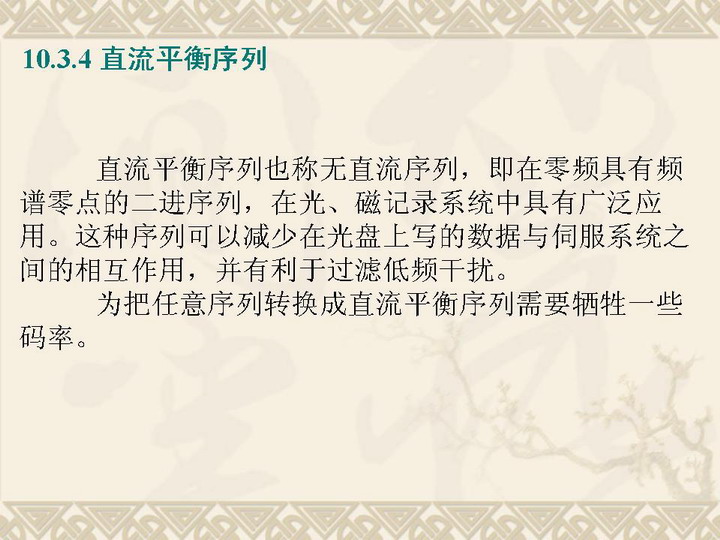 10.3.4 直流平衡序列
直流平衡序列也称无直流序列，即在零频具有频
谱零点的二进序列，在光、磁记录系统中具有广泛应
用。这种序列可以减少在光盘上写的数据与伺服系统之
间的相互作用，并有利于过滤低频干扰。
为把任意序列转换成直流平衡序列需要牺牲一些
码率。